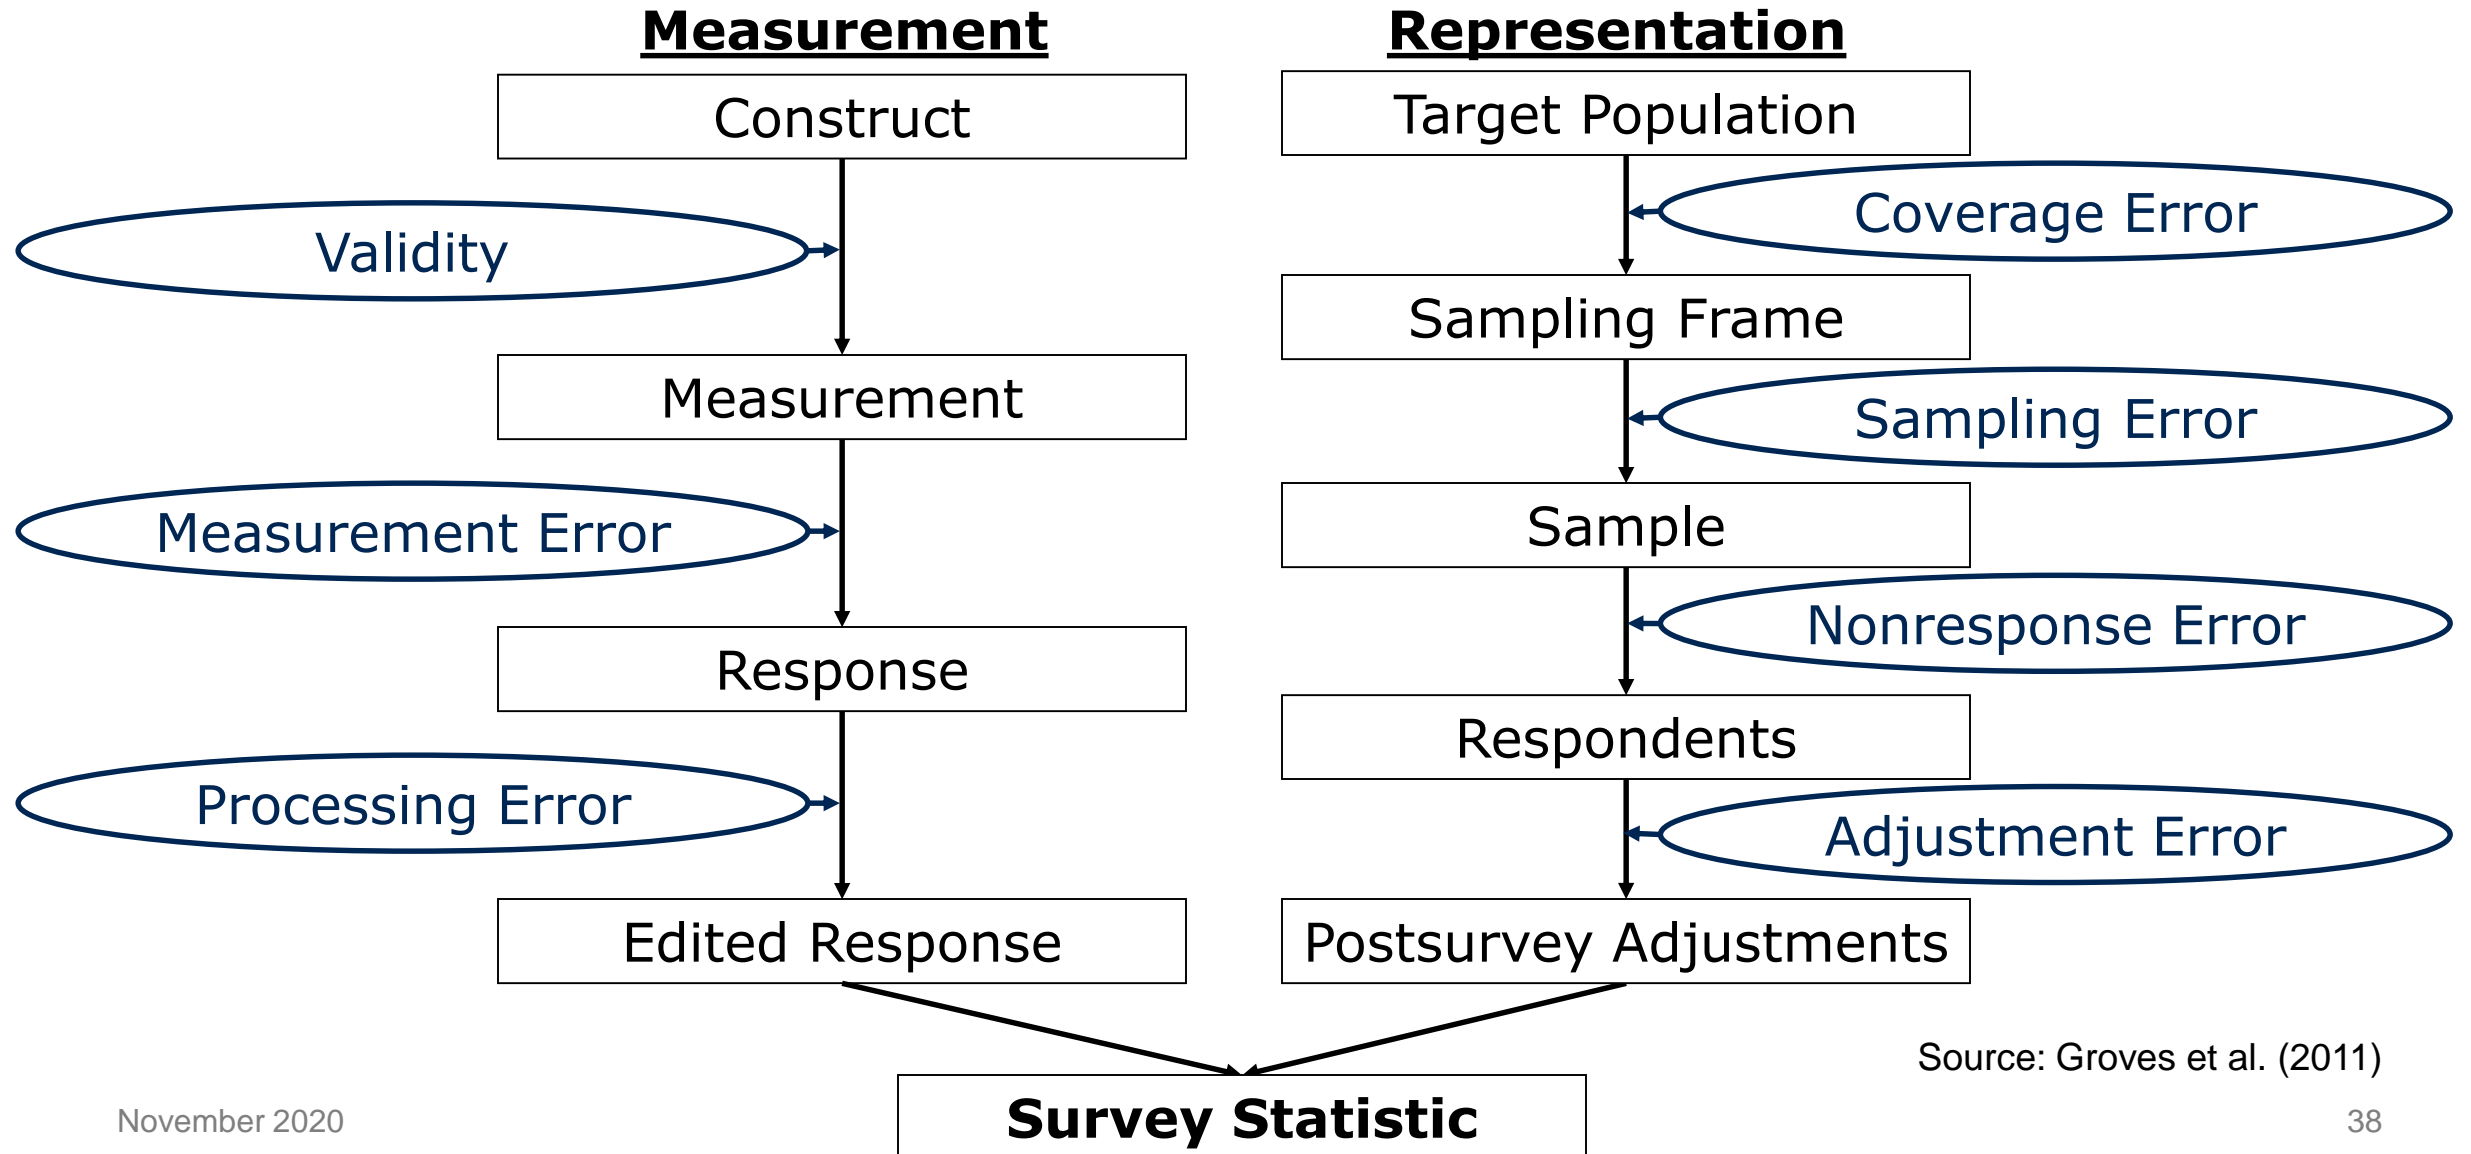 Measurement
Construct
Validity
Measurement
Measurement Error
Response
Processing Error
Edited Response
Representation
Target Population
Coverage Error
Sampling Frame
Sampling Error
Sample
Nonresponse Error
Respondents
Adjustment Error
Postsurvey Adjustments
Survey Statistic
Source: Groves et al. (2011)
November 2020
38